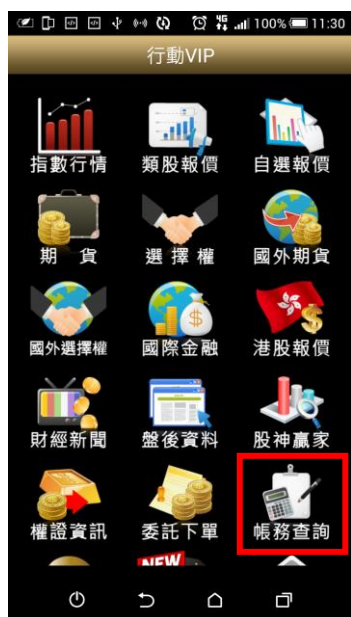 4G 100% 11:30
行動VIP
指數行情 類股報價 自選報價
期 貨 選 擇 權 國外期貨
國外選擇權 國際金融 港股報價
財經新聞 盤後資料 股神贏家
權證資訊 委託下單 帳務查詢
NEW